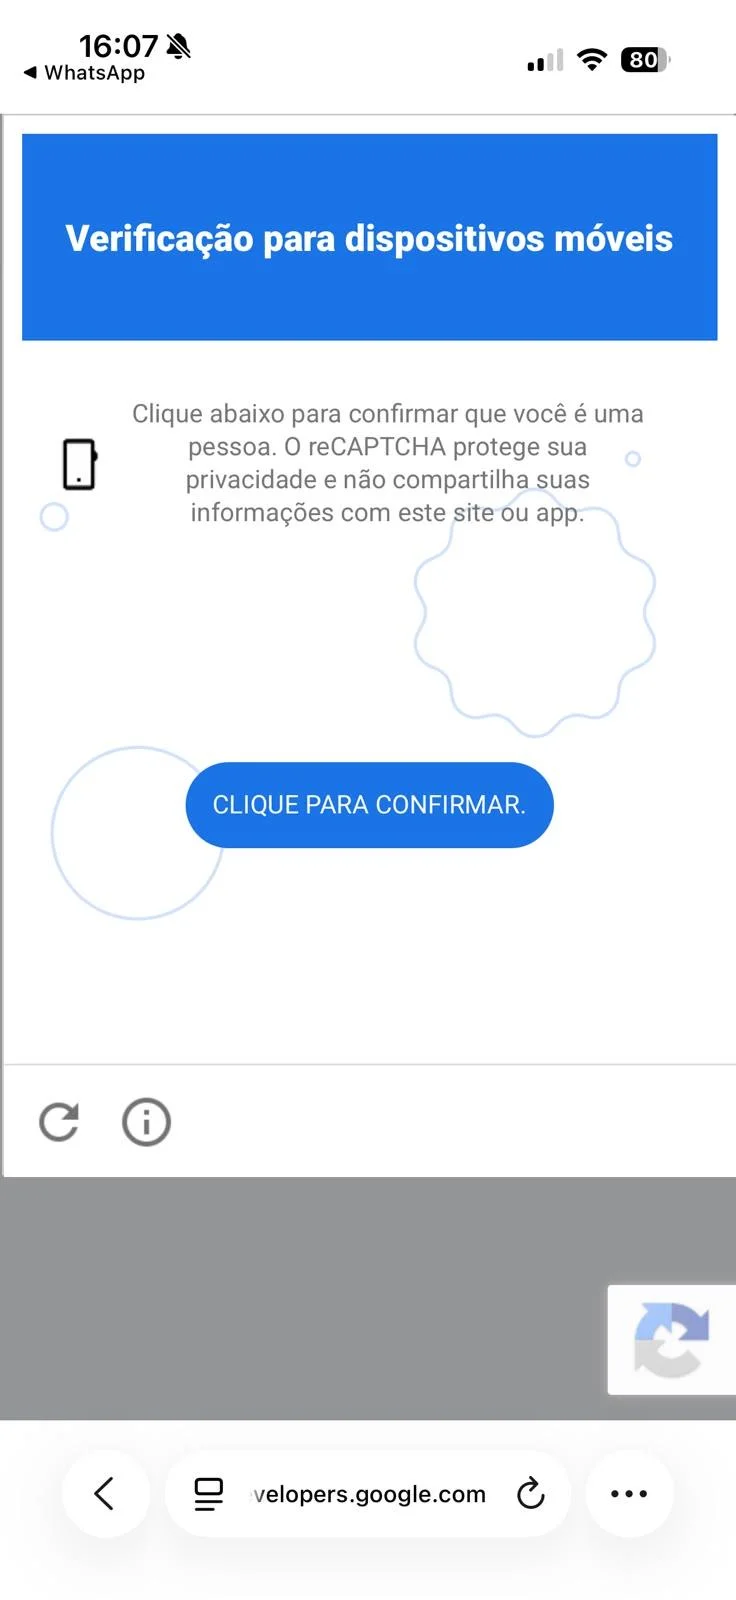 16:07
◀ WhatsApp
80
Verificação para dispositivos móveis
Clique abaixo para confirmar que você é uma
pessoa. O reCAPTCHA protege sua
privacidade e não compartilha suas
informações com este site ou app.
CLIQUE PARA CONFIRMAR.
velopers.google.com